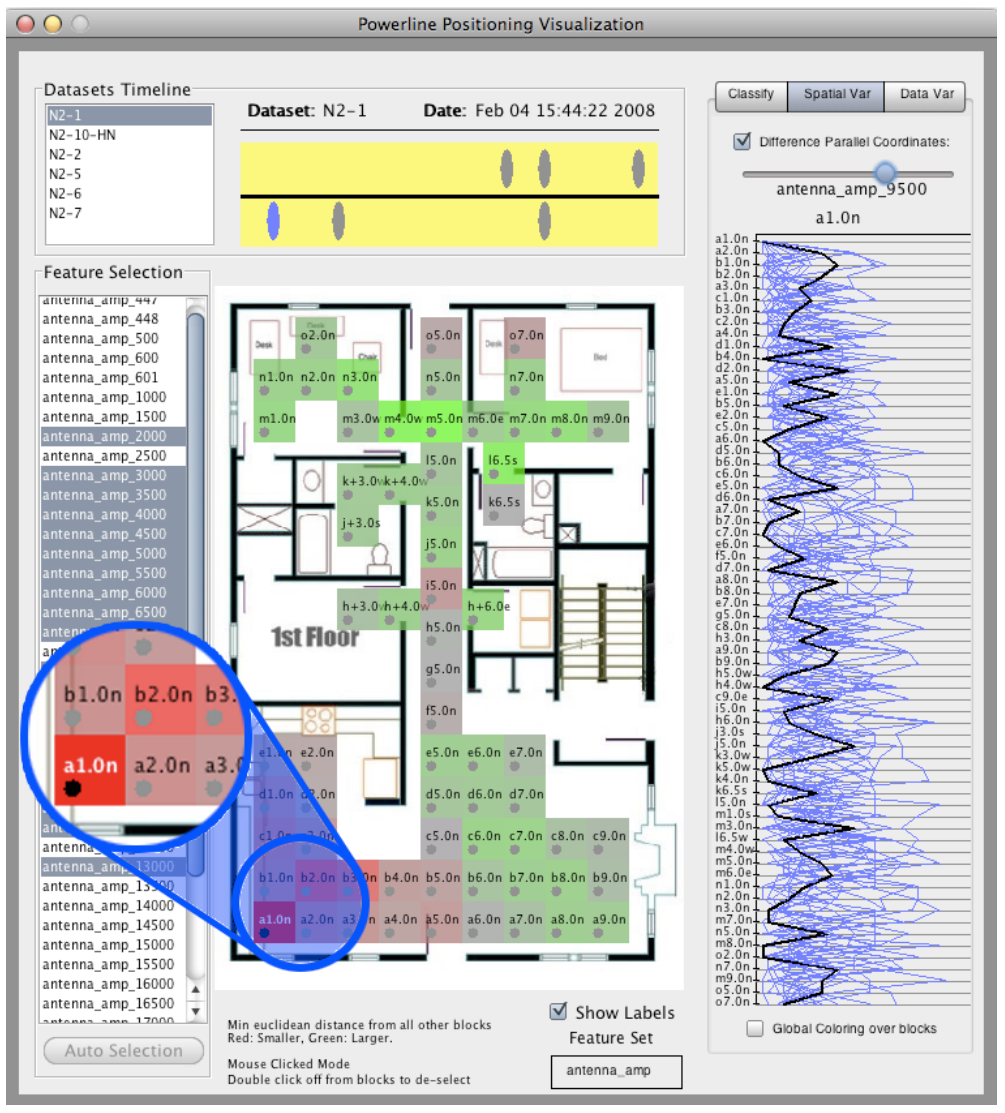 Powerline Positioning Visualization
Datasets Timeline
N2-1
N2-10-HN
N2-2
N2-5
N2-6
N2-7
Dataset: N2-1 Date: Feb 04 15:44:22 2008
Feature Selection
antenna_amp_447
antenna_amp_448
antenna_amp_500
antenna_amp_600
antenna_amp_601
antenna_amp_1000
antenna_amp_1500
antenna_amp_2000
antenna_amp_2500
antenna_amp_3000
antenna_amp_3500
antenna_amp_4000
antenna_amp_4500
antenna_amp_5000
antenna_amp_5500
antenna_amp_6000
antenna_amp_6500
b1.0n b2.0n b3.
a1.0n a2.0n a3.0
antenna_amp_13000
antenna_amp_13500
antenna_amp_14000
antenna_amp_14500
antenna_amp_15000
antenna_amp_15500
antenna_amp_16000
antenna_amp_16500
antenna_amp_17000
Auto Selection
Desk Desk Chair Desk Bed
o2.0n o5.0n o7.0n
n1.0n n2.0n n3.0n n5.0n n7.0n
m1.0n m3.0w m4.0w m5.0n m6.0e m7.0n m8.0n m9.0n
l5.0n l6.5s
k+3.0w k+4.0w k5.0n k6.5s
j+3.0s j5.0n
i5.0n
h+3.0w h+4.0w h+6.0e
1st Floor h5.0n
g5.0n
f5.0n
e1.0n e2.0n e5.0n e6.0n e7.0n
d1.0n d2.0n d5.0n d6.0n d7.0n
c1.0n c2.0n c5.0n c6.0n c7.0n c8.0n c9.0n
b1.0n b2.0n b3.0n b4.0n b5.0n b6.0n b7.0n b8.0n b9.0n
a1.0n a2.0n a3.0n a4.0n a5.0n a6.0n a7.0n a8.0n a9.0n
Min euclidean distance from all other blocks
Red: Smaller, Green: Larger.
Mouse Clicked Mode
Double click off from blocks to de-select
Show Labels
Feature Set
antenna_amp
Classify Spatial Var Data Var
Difference Parallel Coordinates:
antenna_amp_9500
a1.0n
a1.0n
a2.0n
b1.0n
b2.0n
a3.0n
c1.0n
b3.0n
c2.0n
a4.0n
d1.0n
b4.0n
d2.0n
a5.0n
e1.0n
b5.0n
e2.0n
c5.0n
a6.0n
d5.0n
b6.0n
c6.0n
e5.0n
d6.0n
a7.0n
b7.0n
c7.0n
e6.0n
f5.0n
d7.0n
a8.0n
b8.0n
e7.0n
g5.0n
c8.0n
h3.0n
a9.0n
b9.0n
h5.0w
h4.0w
c9.0e
i5.0n
h6.0n
j3.0s
j5.0n
k3.0w
k5.0w
k4.0n
k6.5s
l5.0n
m1.0s
m3.0n
l6.5w
m4.0w
m5.0n
m6.0e
n1.0n
n2.0n
n3.0n
m7.0n
n5.0n
m8.0n
o2.0n
n7.0n
m9.0n
o5.0n
o7.0n
Global Coloring over blocks